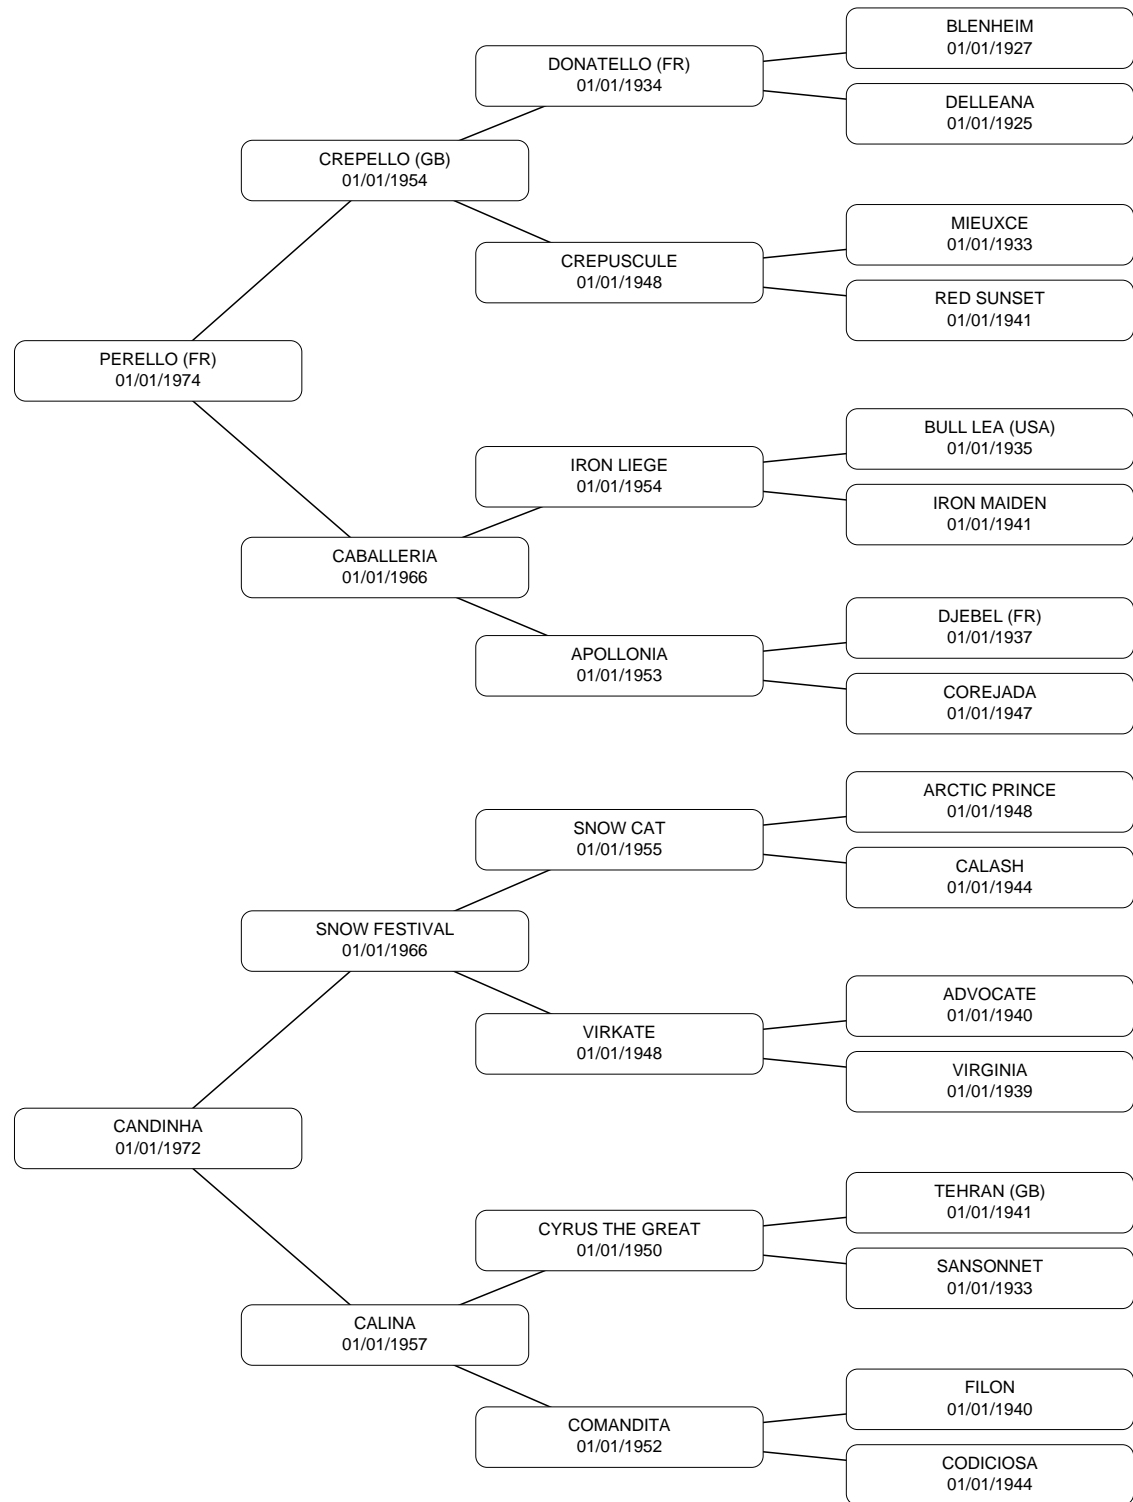 BLENHEIM
01/01/1927
DONATELLO (FR)
01/01/1934
DELLEANA
01/01/1925
CREPELLO (GB)
01/01/1954
MIEUXCE
01/01/1933
CREPUSCULE
01/01/1948
RED SUNSET
01/01/1941
PERELLO (FR)
01/01/1974
BULL LEA (USA)
01/01/1935
IRON LIEGE
01/01/1954
IRON MAIDEN
01/01/1941
CABALLERIA
01/01/1966
DJEBEL (FR)
01/01/1937
APOLLONIA
01/01/1953
COREJADA
01/01/1947
ARCTIC PRINCE
01/01/1948
SNOW CAT
01/01/1955
CALASH
01/01/1944
SNOW FESTIVAL
01/01/1966
ADVOCATE
01/01/1940
VIRKATE
01/01/1948
VIRGINIA
01/01/1939
CANDINHA
01/01/1972
TEHRAN (GB)
01/01/1941
CYRUS THE GREAT
01/01/1950
SANSONNET
01/01/1933
CALINA
01/01/1957
FILON
01/01/1940
COMANDITA
01/01/1952
CODICIOSA
01/01/1944